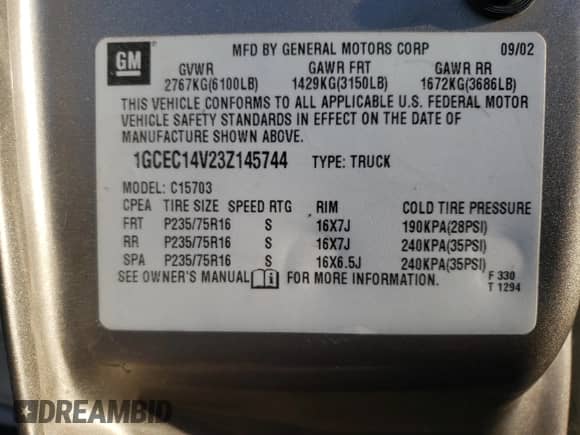 GM MFD BY GENERAL MOTORS CORP 09/02
GVWR GAWR FRT GAWR RR
2767KG(6100LB) 1429KG(3150LB) 1672KG(3686LB)
THIS VEHICLE CONFORMS TO ALL APPLICABLE U.S. FEDERAL MOTOR
VEHICLE SAFETY STANDARDS IN EFFECT ON THE DATE OF
MANUFACTURE SHOWN ABOVE.
1GCEC14V23Z145744 TYPE: TRUCK
MODEL: C15703
CPEA TIRE SIZE SPEED RTG RIM COLD TIRE PRESSURE
FRT P235/75R16 S 16X7J 190KPA(28PSI)
RR P235/75R16 S 16X7J 240KPA(35PSI)
SPA P235/75R16 S 16X6.5J 240KPA(35PSI)
SEE OWNER'S MANUAL i FOR MORE INFORMATION.
F 330
T 1294
DREAMBID